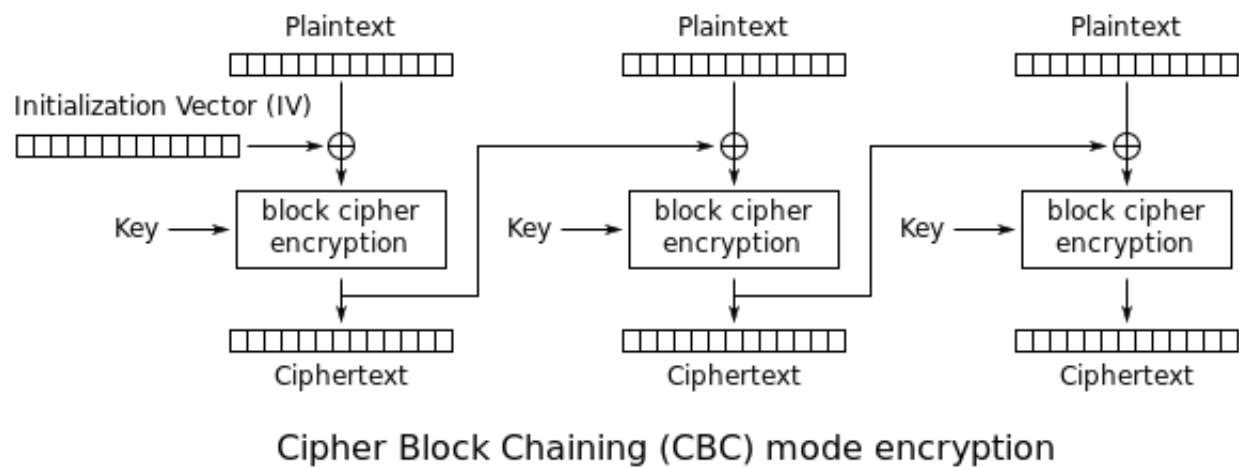 Plaintext
Plaintext
Plaintext
Initialization Vector (IV)
Key
block cipher
encryption
Key
block cipher
encryption
Key
block cipher
encryption
Ciphertext
Ciphertext
Ciphertext
Cipher Block Chaining (CBC) mode encryption